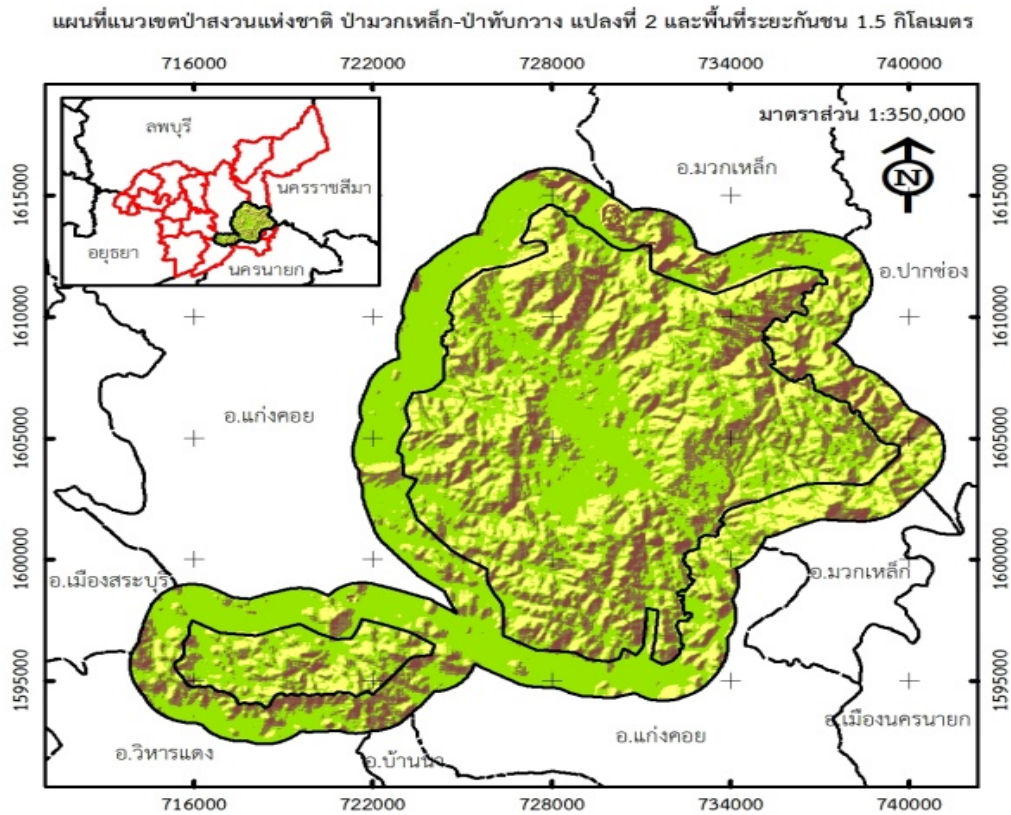 แผนที่แนวเขตป่าสงวนแห่งชาติ ป่ามวกเหล็ก-ป่าทับกวาง แปลงที่ 2 และพื้นที่ระยะกันชน 1.5 กิโลเมตร
716000 722000 728000 734000 740000
มาตราส่วน 1:350,000
N
ลพบุรี
นครราชสีมา
อยุธยา
นครนายก
อ.มวกเหล็ก
1615000 1615000
อ.ปากช่อง
1610000 1610000
อ.แก่งคอย
1605000 1605000
1600000 1600000
อ.เมืองสระบุรี
อ.มวกเหล็ก
1595000 1595000
อ.เมืองนครนายก
อ.แก่งคอย
อ.วิหารแดง
อ.บ้านนา
716000 722000 728000 734000 740000